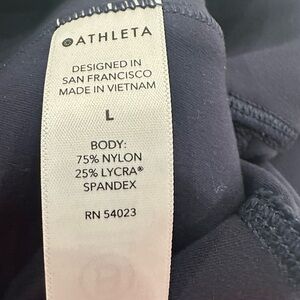 ATHLETA
DESIGNED IN
SAN FRANCISCO
MADE IN VIETNAM
L
BODY:
75% NYLON
25% LYCRA®
SPANDEX
RN 54023